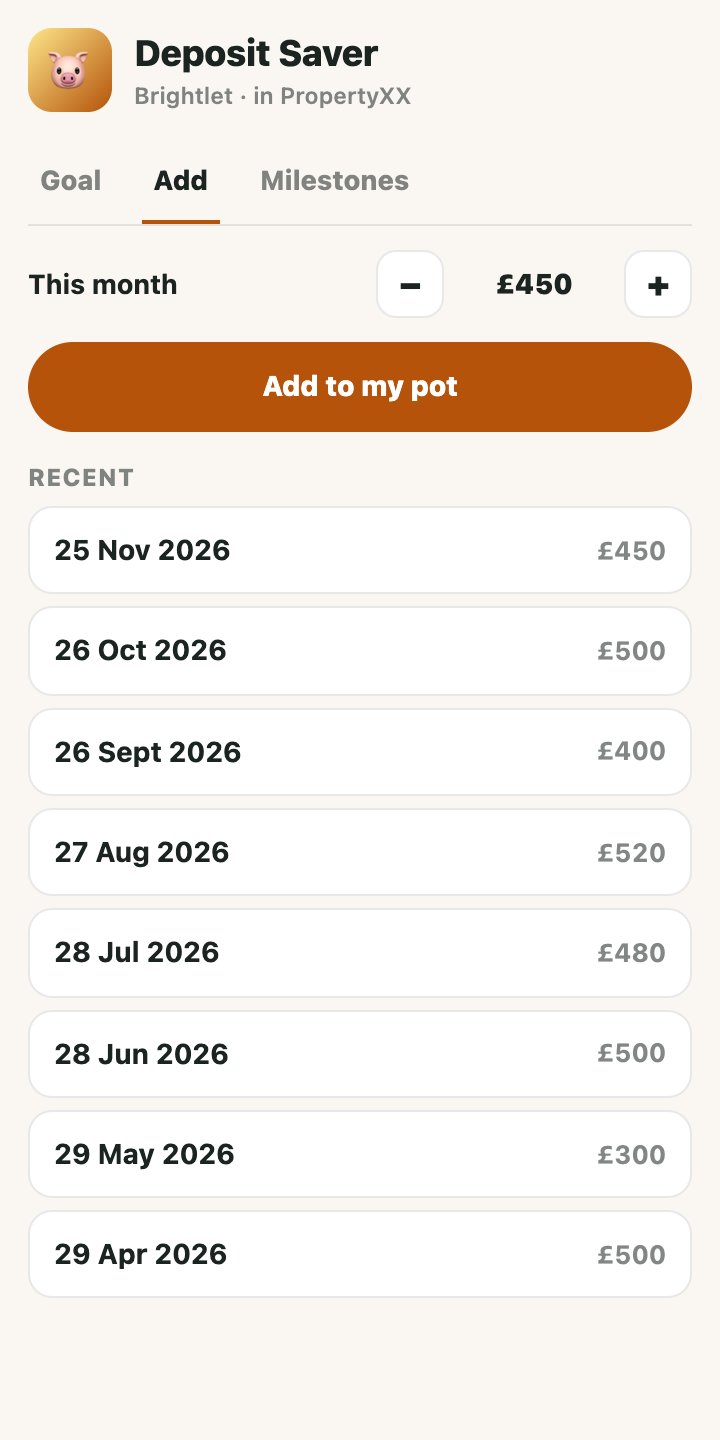 Deposit Saver
Brightlet · in PropertyXX
Goal Add Milestones
This month − £450 +
Add to my pot
RECENT
25 Nov 2026 £450
26 Oct 2026 £500
26 Sept 2026 £400
27 Aug 2026 £520
28 Jul 2026 £480
28 Jun 2026 £500
29 May 2026 £300
29 Apr 2026 £500